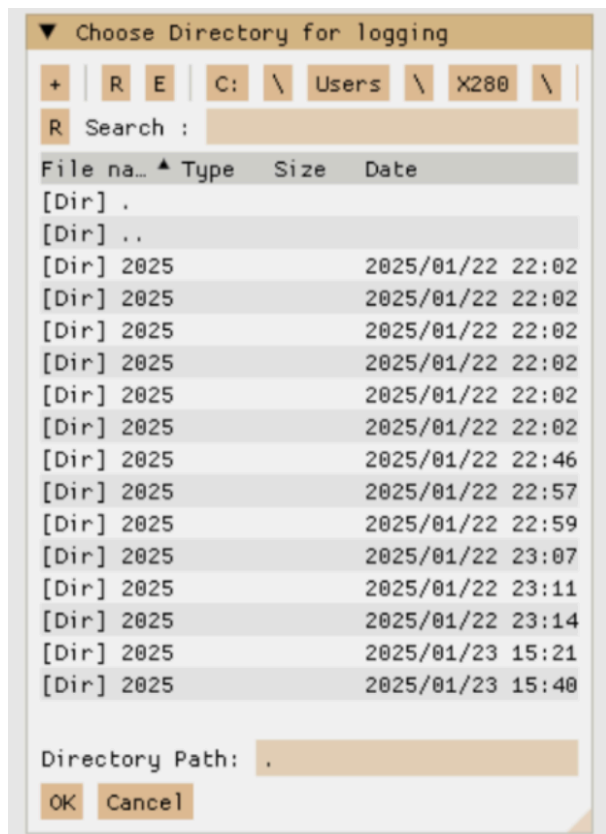 ▼ Choose Directory for logging
+ R E C: \ Users \ X280 \
R Search :
File na… ▲ Type Size Date
[Dir] .
[Dir] ..
[Dir] 2025 2025/01/22 22:02
[Dir] 2025 2025/01/22 22:02
[Dir] 2025 2025/01/22 22:02
[Dir] 2025 2025/01/22 22:02
[Dir] 2025 2025/01/22 22:02
[Dir] 2025 2025/01/22 22:02
[Dir] 2025 2025/01/22 22:46
[Dir] 2025 2025/01/22 22:57
[Dir] 2025 2025/01/22 22:59
[Dir] 2025 2025/01/22 23:07
[Dir] 2025 2025/01/22 23:11
[Dir] 2025 2025/01/22 23:14
[Dir] 2025 2025/01/23 15:21
[Dir] 2025 2025/01/23 15:40
Directory Path: .
OK Cancel